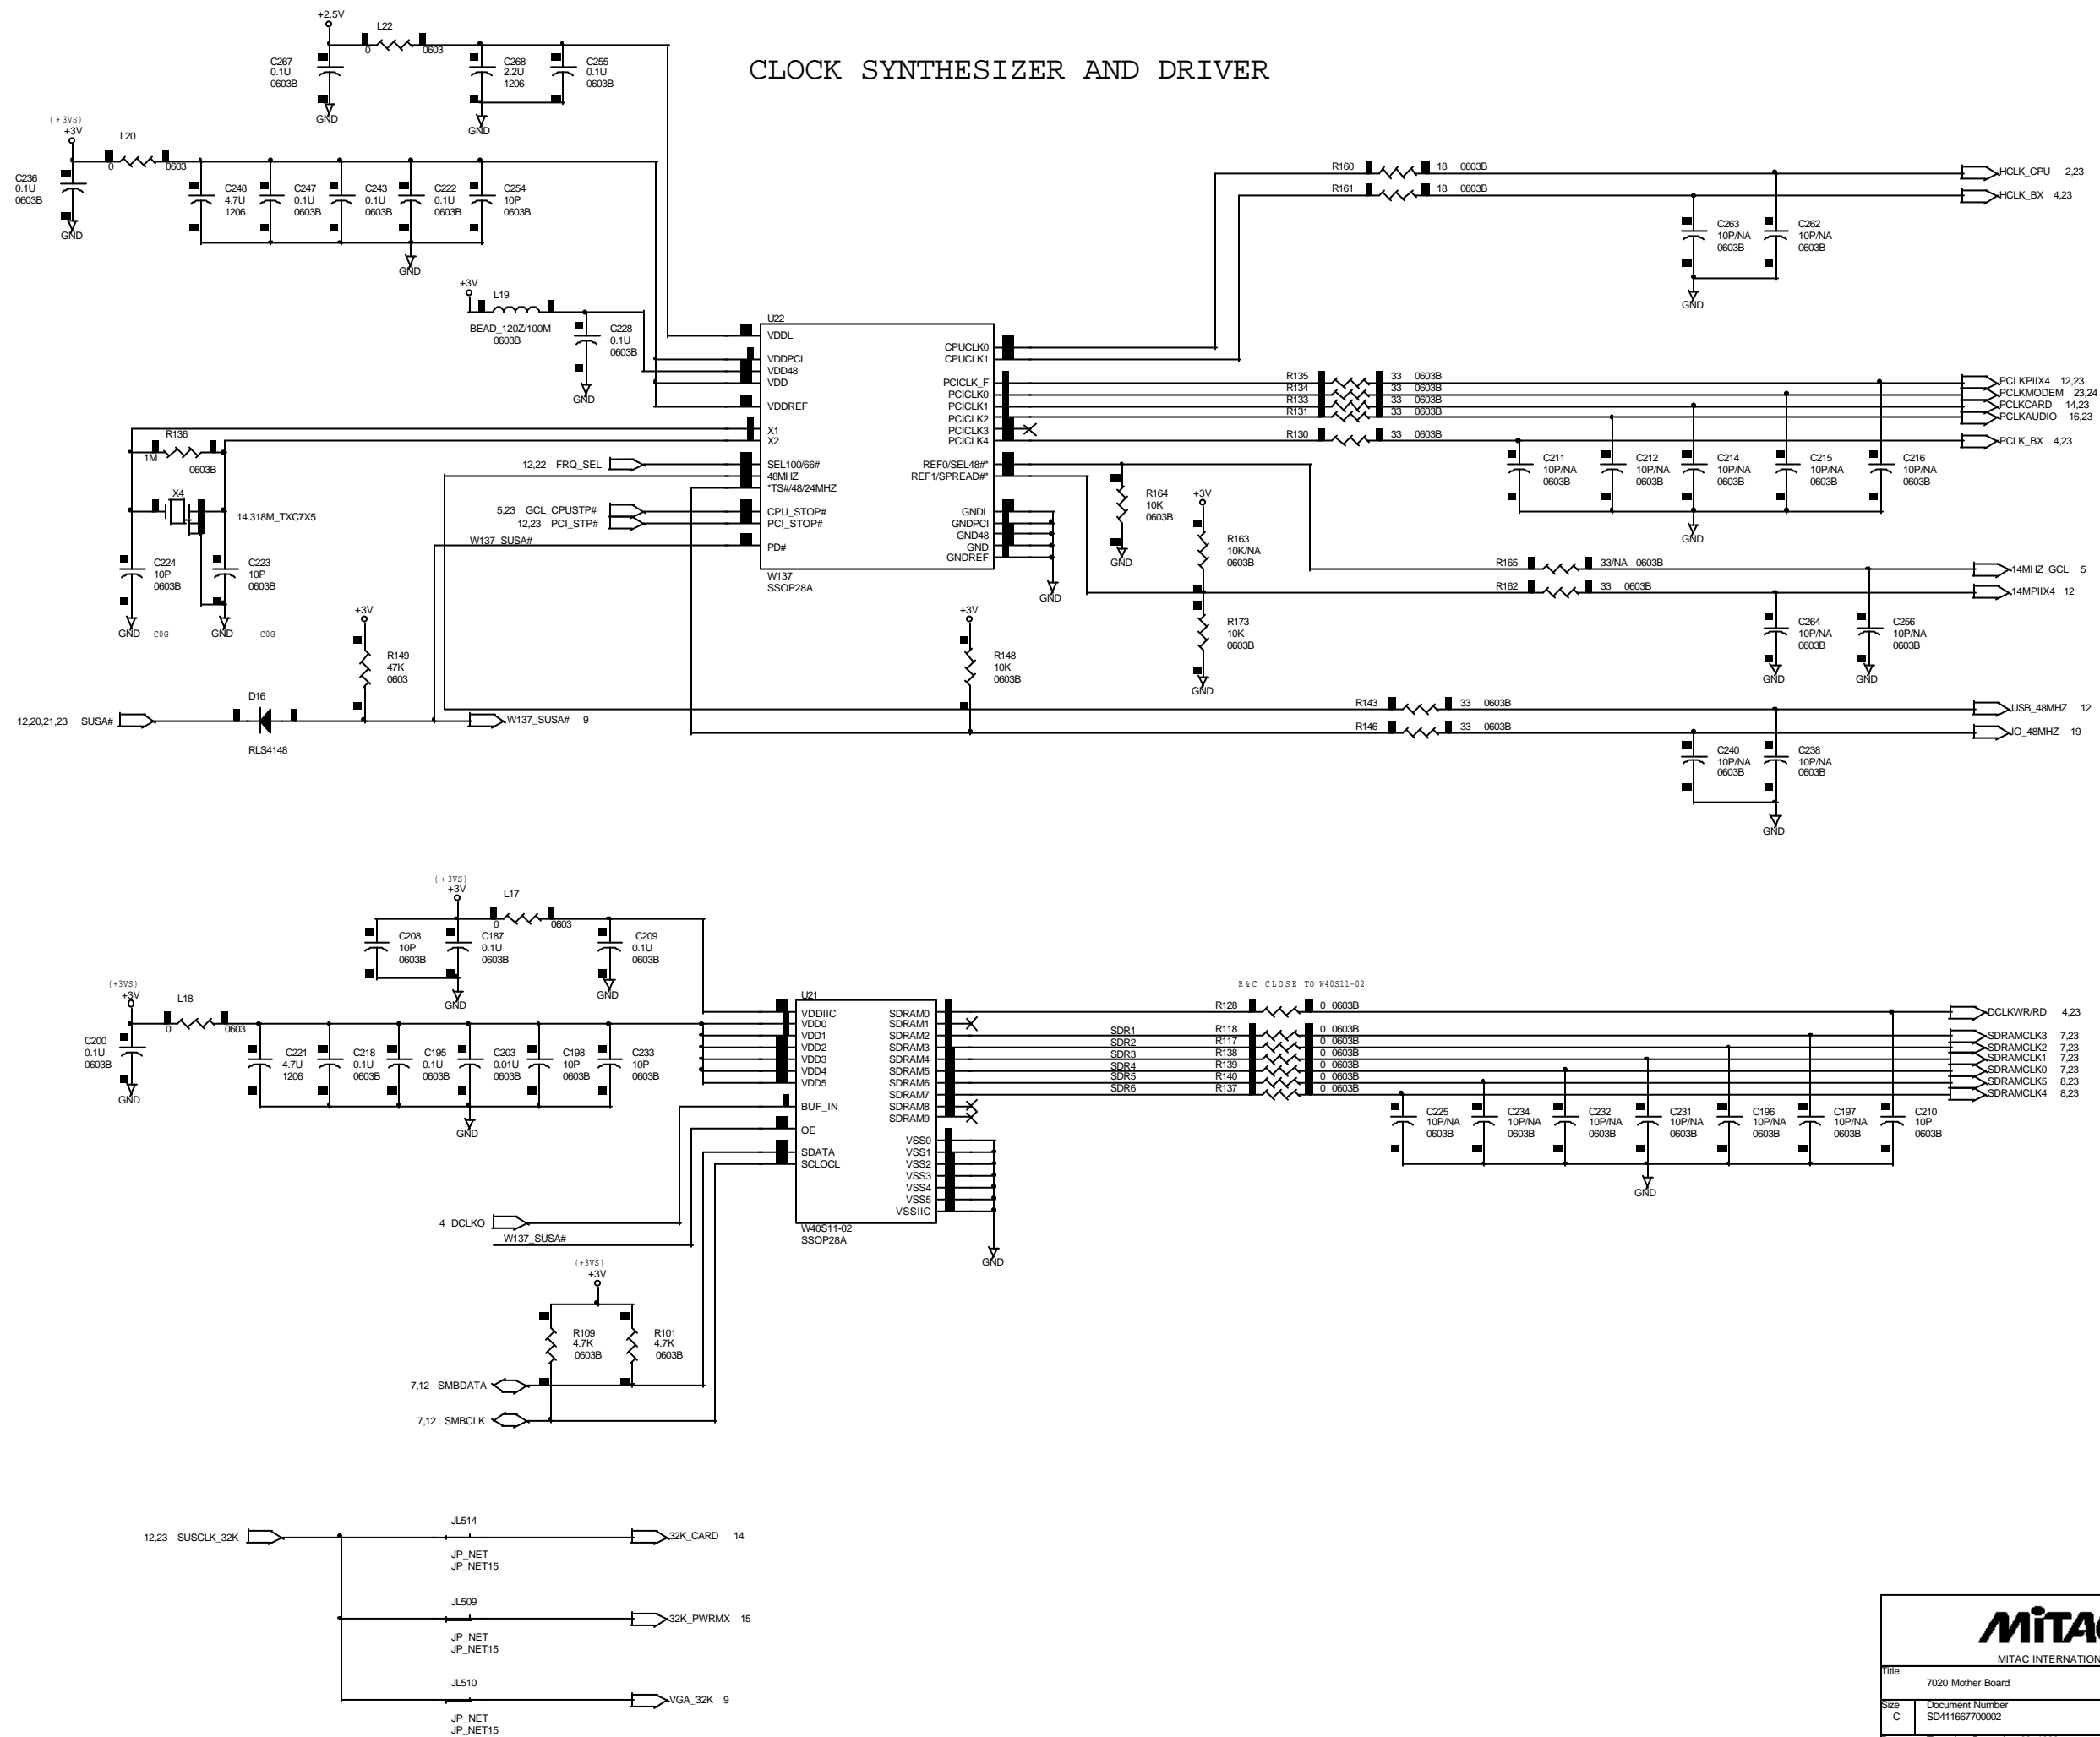 CLOCK SYNTHESIZER AND DRIVER
+2.5V
L22
0
0603
C267
0.1U
0603B
C268
2.2U
1206
C255
0.1U
0603B
GND
GND
(+3VS)
+3V
L20
0
0603
C236
0.1U
0603B
C248
4.7U
1206
C247
0.1U
0603B
C243
0.1U
0603B
C222
0.1U
0603B
C254
10P
0603B
GND
GND
+3V
L19
BEAD_120Z/100M
0603B
C228
0.1U
0603B
GND
U22
VDDL
VDDPCI
VDD48
VDD
VDDREF
X1
X2
SEL100/66#
48MHZ
*TS#/48/24MHZ
CPU_STOP#
PCI_STOP#
PD#
CPUCLK0
CPUCLK1
PCICLK_F
PCICLK0
PCICLK1
PCICLK2
PCICLK3
PCICLK4
REF0/SEL48#*
REF1/SPREAD#*
GNDL
GNDPCI
GND48
GND
GNDREF
W137
SSOP28A
GND
R136
1M
0603B
X4
14.318M_TXC7X5
C224
10P
0603B
C223
10P
0603B
GND
C0G
GND
C0G
12,22 FRQ_SEL
5,23 GCL_CPUSTP#
12,23 PCI_STP#
W137_SUSA#
+3V
R149
47K
0603
12,20,21,23 SUSA#
D16
RLS4148
W137_SUSA# 9
+3V
R148
10K
0603B
R160 18 0603B
HCLK_CPU 2,23
R161 18 0603B
HCLK_BX 4,23
C263
10P/NA
0603B
C262
10P/NA
0603B
GND
R135 33 0603B
PCLKPIIX4 12,23
R134 33 0603B
PCLKMODEM 23,24
R133 33 0603B
PCLKCARD 14,23
R131 33 0603B
PCLKAUDIO 16,23
R130 33 0603B
PCLK_BX 4,23
C211
10P/NA
0603B
C212
10P/NA
0603B
C214
10P/NA
0603B
C215
10P/NA
0603B
C216
10P/NA
0603B
GND
R164
10K
0603B
GND
+3V
R163
10K/NA
0603B
R173
10K
0603B
GND
R165 33/NA 0603B
14MHZ_GCL 5
R162 33 0603B
14MPIIX4 12
C264
10P/NA
0603B
C256
10P/NA
0603B
GND
GND
R143 33 0603B
USB_48MHZ 12
R146 33 0603B
IO_48MHZ 19
C240
10P/NA
0603B
C238
10P/NA
0603B
GND
(+3VS)
+3V
L17
0
0603
C208
10P
0603B
C187
0.1U
0603B
C209
0.1U
0603B
GND
GND
(+3VS)
+3V
L18
0
0603
C200
0.1U
0603B
C221
4.7U
1206
C218
0.1U
0603B
C195
0.1U
0603B
C203
0.01U
0603B
C198
10P
0603B
C233
10P
0603B
GND
GND
U21
VDDIIC
VDD0
VDD1
VDD2
VDD3
VDD4
VDD5
BUF_IN
OE
SDATA
SCLOCL
SDRAM0
SDRAM1
SDRAM2
SDRAM3
SDRAM4
SDRAM5
SDRAM6
SDRAM7
SDRAM8
SDRAM9
VSS0
VSS1
VSS2
VSS3
VSS4
VSS5
VSSIIC
W40S11-02
SSOP28A
GND
4 DCLKO
W137_SUSA#
(+3VS)
+3V
R109
4.7K
0603B
R101
4.7K
0603B
7,12 SMBDATA
7,12 SMBCLK
R&C CLOSE TO W40S11-02
R128 0 0603B
DCLKWR/RD 4,23
SDR1 R118 0 0603B
SDRAMCLK3 7,23
SDR2 R117 0 0603B
SDRAMCLK2 7,23
SDR3 R138 0 0603B
SDRAMCLK1 7,23
SDR4 R139 0 0603B
SDRAMCLK0 7,23
SDR5 R140 0 0603B
SDRAMCLK5 8,23
SDR6 R137 0 0603B
SDRAMCLK4 8,23
C225
10P/NA
0603B
C234
10P/NA
0603B
C232
10P/NA
0603B
C231
10P/NA
0603B
C196
10P/NA
0603B
C197
10P/NA
0603B
C210
10P
0603B
GND
12,23 SUSCLK_32K
JL514
JP_NET
JP_NET15
32K_CARD 14
JL509
JP_NET
JP_NET15
32K_PWRMX 15
JL510
JP_NET
JP_NET15
VGA_32K 9
Title
7020 Mother Board
Size
C
Document Number
SD411667700002